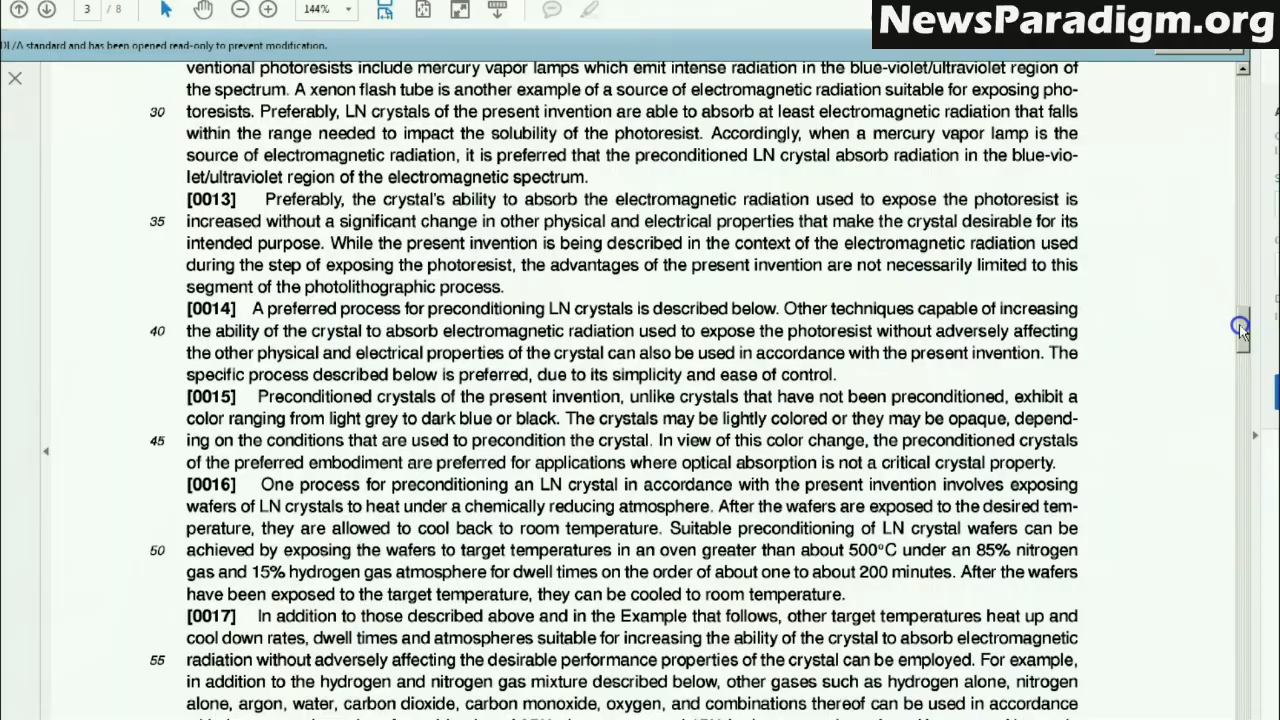 3 / 8
144%
NewsParadigm.org
standard and has been opened read-only to prevent modification.
ventional photoresists include mercury vapor lamps which emit intense radiation in the blue-violet/ultraviolet region of
the spectrum. A xenon flash tube is another example of a source of electromagnetic radiation suitable for exposing pho-
30 toresists. Preferably, LN crystals of the present invention are able to absorb at least electromagnetic radiation that falls
within the range needed to impact the solubility of the photoresist. Accordingly, when a mercury vapor lamp is the
source of electromagnetic radiation, it is preferred that the preconditioned LN crystal absorb radiation in the blue-vio-
let/ultraviolet region of the electromagnetic spectrum.
[0013] Preferably, the crystal's ability to absorb the electromagnetic radiation used to expose the photoresist is
35 increased without a significant change in other physical and electrical properties that make the crystal desirable for its
intended purpose. While the present invention is being described in the context of the electromagnetic radiation used
during the step of exposing the photoresist, the advantages of the present invention are not necessarily limited to this
segment of the photolithographic process.
[0014] A preferred process for preconditioning LN crystals is described below. Other techniques capable of increasing
40 the ability of the crystal to absorb electromagnetic radiation used to expose the photoresist without adversely affecting
the other physical and electrical properties of the crystal can also be used in accordance with the present invention. The
specific process described below is preferred, due to its simplicity and ease of control.
[0015] Preconditioned crystals of the present invention, unlike crystals that have not been preconditioned, exhibit a
color ranging from light grey to dark blue or black. The crystals may be lightly colored or they may be opaque, depend-
45 ing on the conditions that are used to precondition the crystal. In view of this color change, the preconditioned crystals
of the preferred embodiment are preferred for applications where optical absorption is not a critical crystal property.
[0016] One process for preconditioning an LN crystal in accordance with the present invention involves exposing
wafers of LN crystals to heat under a chemically reducing atmosphere. After the wafers are exposed to the desired tem-
perature, they are allowed to cool back to room temperature. Suitable preconditioning of LN crystal wafers can be
50 achieved by exposing the wafers to target temperatures in an oven greater than about 500°C under an 85% nitrogen
gas and 15% hydrogen gas atmosphere for dwell times on the order of about one to about 200 minutes. After the wafers
have been exposed to the target temperature, they can be cooled to room temperature.
[0017] In addition to those described above and in the Example that follows, other target temperatures heat up and
cool down rates, dwell times and atmospheres suitable for increasing the ability of the crystal to absorb electromagnetic
55 radiation without adversely affecting the desirable performance properties of the crystal can be employed. For example,
in addition to the hydrogen and nitrogen gas mixture described below, other gases such as hydrogen alone, nitrogen
alone, argon, water, carbon dioxide, carbon monoxide, oxygen, and combinations thereof can be used in accordance